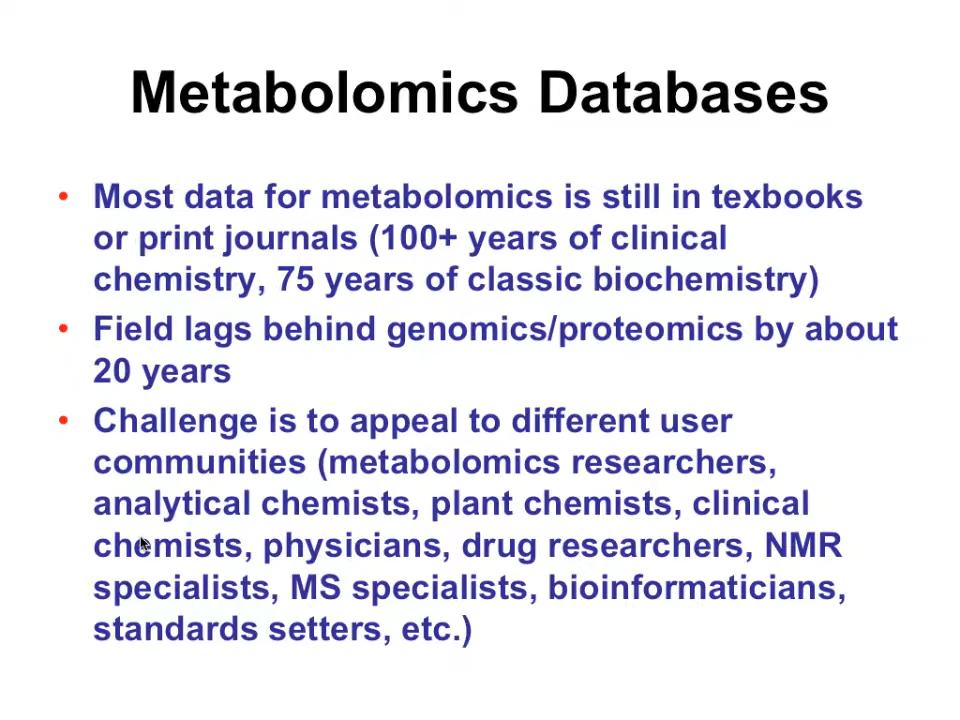 Metabolomics Databases
• Most data for metabolomics is still in texbooks
or print journals (100+ years of clinical
chemistry, 75 years of classic biochemistry)
• Field lags behind genomics/proteomics by about
20 years
• Challenge is to appeal to different user
communities (metabolomics researchers,
analytical chemists, plant chemists, clinical
chemists, physicians, drug researchers, NMR
specialists, MS specialists, bioinformaticians,
standards setters, etc.)